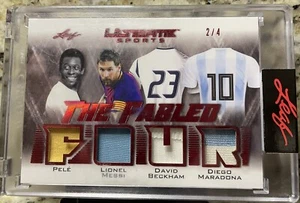 Leaf
ULTIMATE
SPORTS
2/4
23
10
THE FABLED
FOUR
PELÉ
LIONEL MESSI
DAVID BECKHAM
DIEGO MARADONA
Leaf